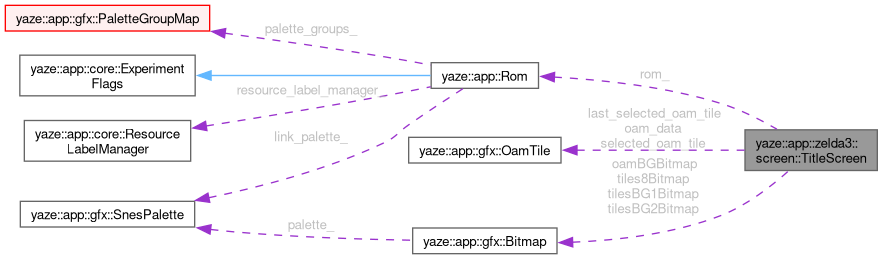 yaze::app::gfx::PaletteGroupMap
palette_groups_
yaze::app::core::Experiment
Flags
yaze::app::Rom
rom_
resource_label_manager
yaze::app::core::Resource
LabelManager
link_palette_
last_selected_oam_tile
oam_data
selected_oam_tile
yaze::app::gfx::OamTile
yaze::app::zelda3::
screen::TitleScreen
oamBGBitmap
tiles8Bitmap
tilesBG1Bitmap
tilesBG2Bitmap
yaze::app::gfx::SnesPalette
palette_
yaze::app::gfx::Bitmap